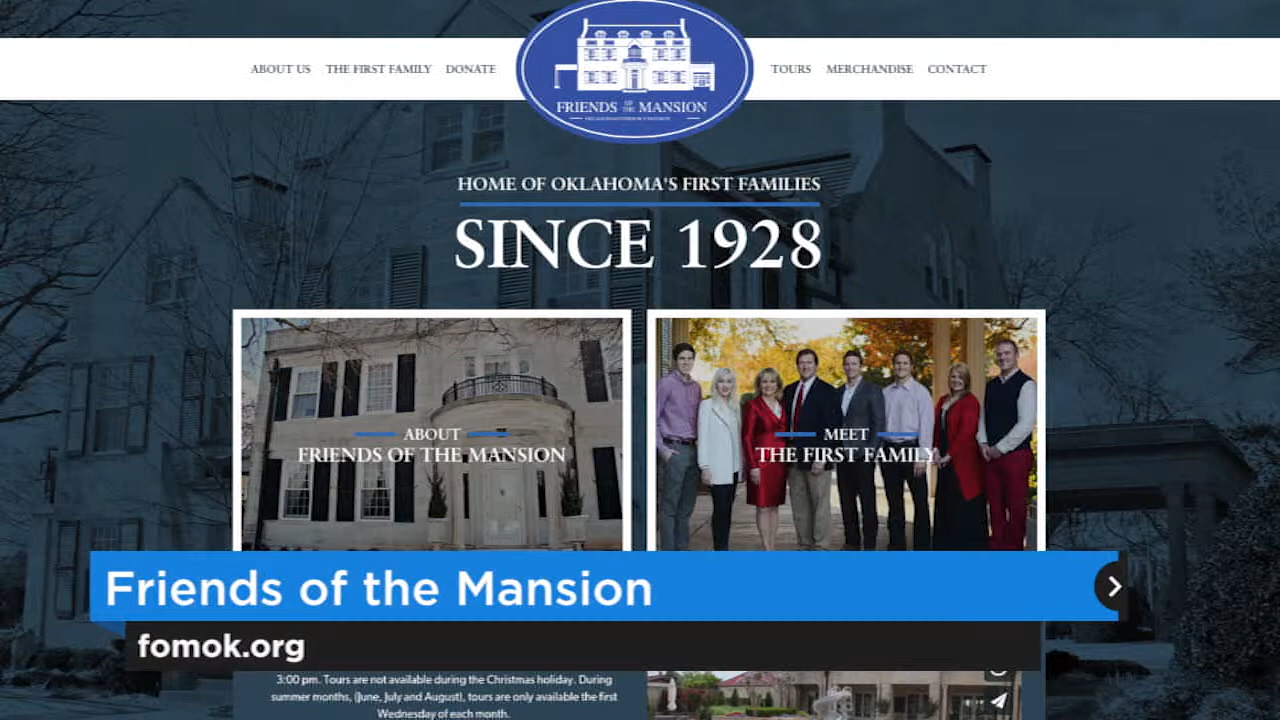 ABOUT US THE FIRST FAMILY DONATE
TOURS MERCHANDISE CONTACT
FRIENDS OF THE MANSION
HOME OF OKLAHOMA'S FIRST FAMILIES
SINCE 1928
ABOUT
FRIENDS OF THE MANSION
MEET
THE FIRST FAMILY
Friends of the Mansion
fomok.org
3:00 pm. Tours are not available during the Christmas holiday. During
summer months, (June, July and August), tours are only available the first
Wednesday of each month.